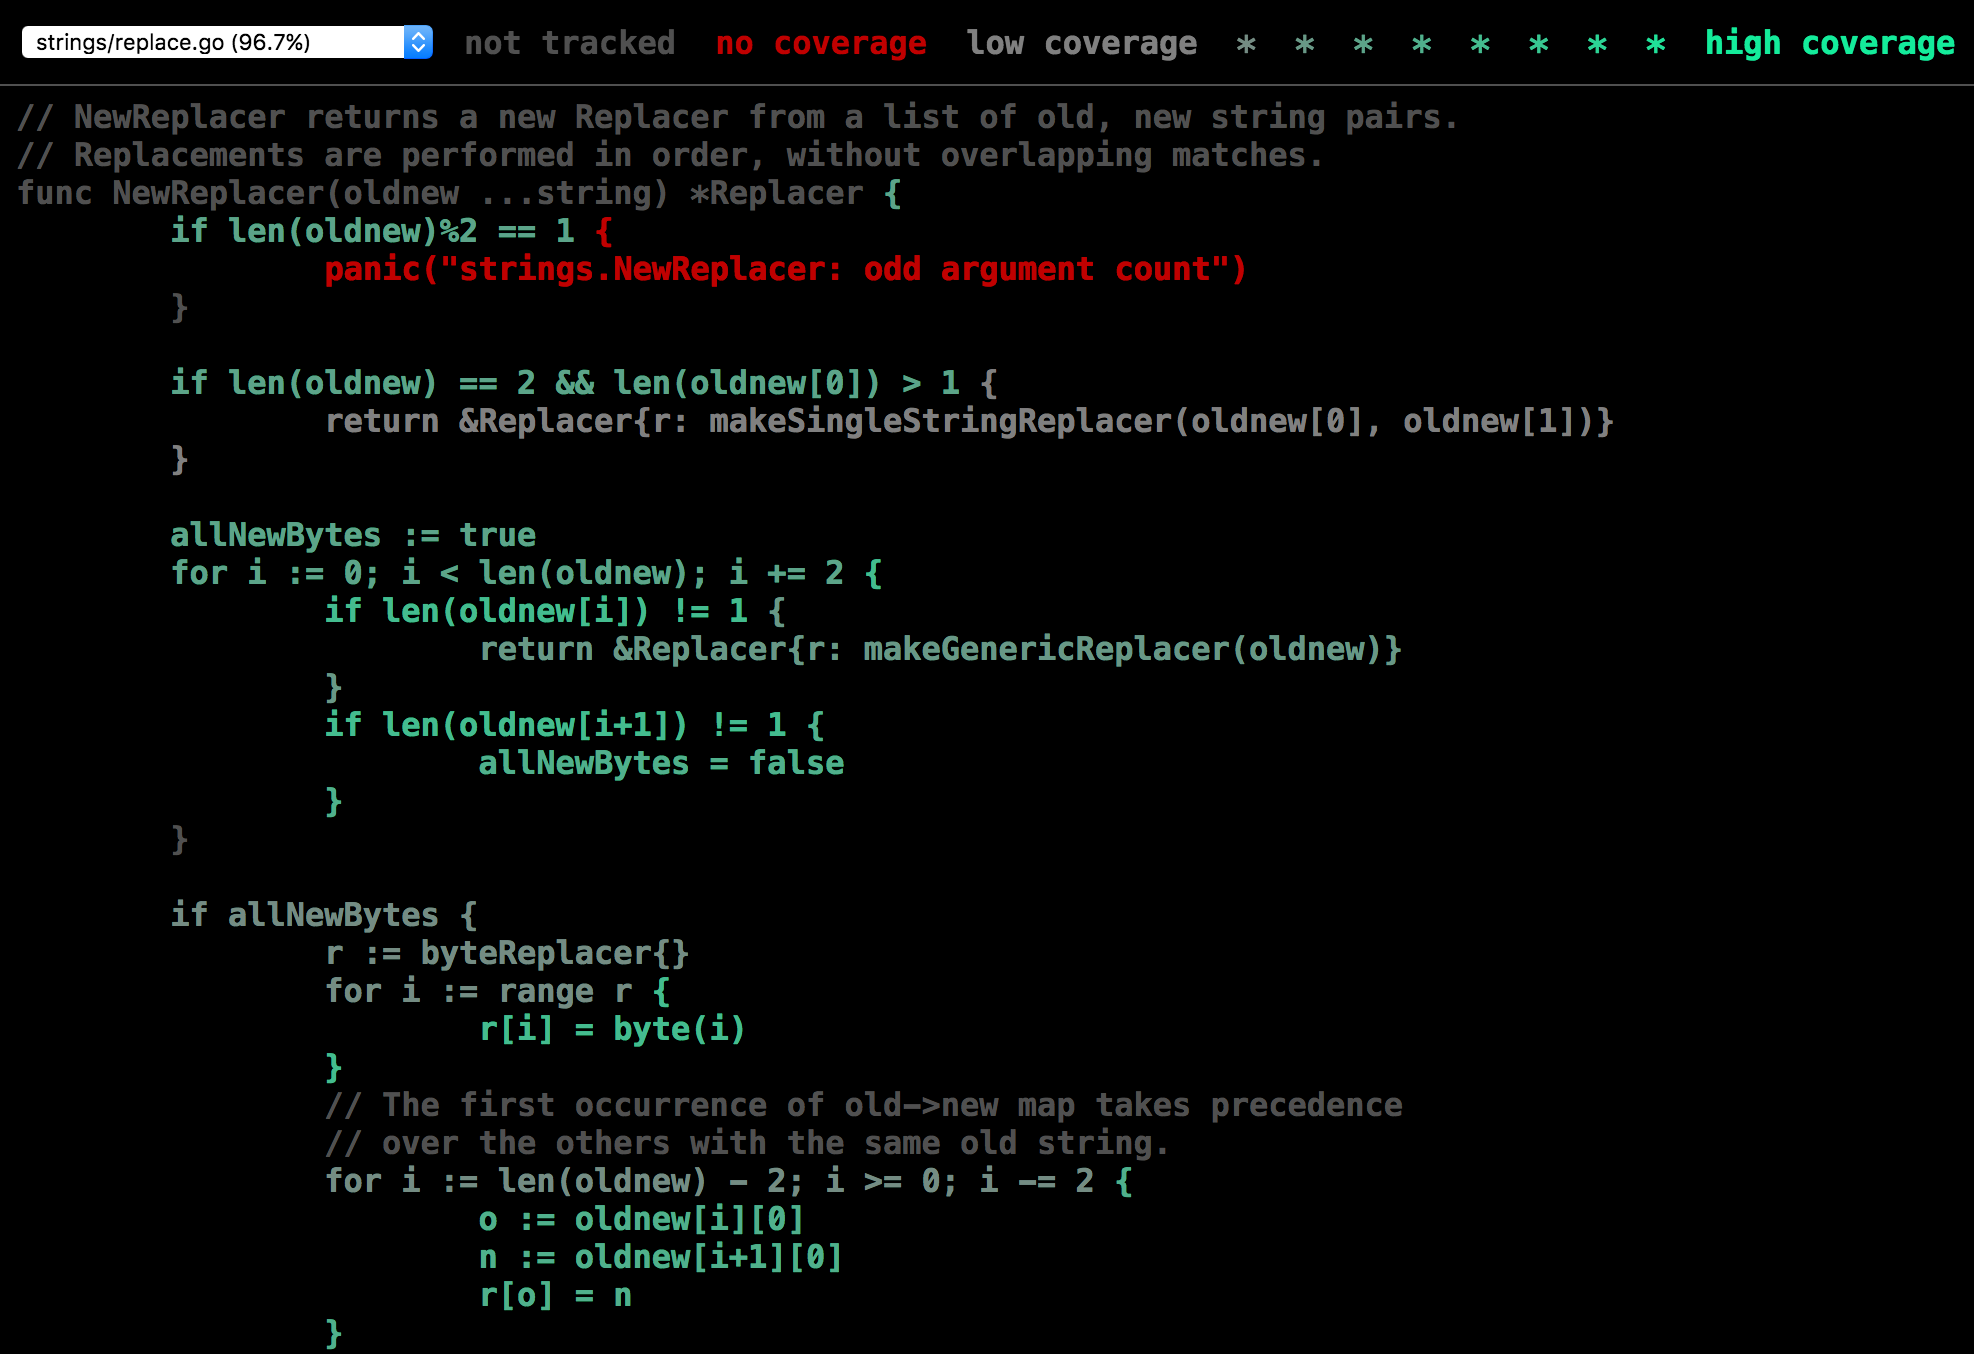 strings/replace.go (96.7%) not tracked no coverage low coverage * * * * * * * * high coverage
// NewReplacer returns a new Replacer from a list of old, new string pairs.
// Replacements are performed in order, without overlapping matches.
func NewReplacer(oldnew ...string) *Replacer {
        if len(oldnew)%2 == 1 {
                panic("strings.NewReplacer: odd argument count")
        }

        if len(oldnew) == 2 && len(oldnew[0]) > 1 {
                return &Replacer{r: makeSingleStringReplacer(oldnew[0], oldnew[1])}
        }

        allNewBytes := true
        for i := 0; i < len(oldnew); i += 2 {
                if len(oldnew[i]) != 1 {
                        return &Replacer{r: makeGenericReplacer(oldnew)}
                }
                if len(oldnew[i+1]) != 1 {
                        allNewBytes = false
                }
        }

        if allNewBytes {
                r := byteReplacer{}
                for i := range r {
                        r[i] = byte(i)
                }
                // The first occurrence of old->new map takes precedence
                // over the others with the same old string.
                for i := len(oldnew) - 2; i >= 0; i -= 2 {
                        o := oldnew[i][0]
                        n := oldnew[i+1][0]
                        r[o] = n
                }